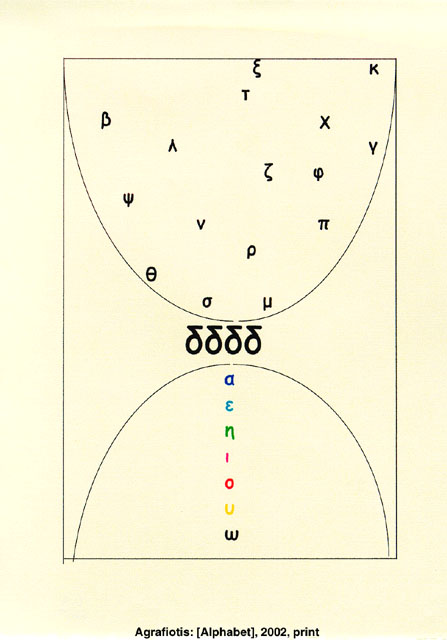 ξ κ
τ
β χ
λ γ
ζ φ
ψ
ν π
ρ
θ
σ μ
δδδδ
α
ε
η
ι
ο
υ
ω
Agrafiotis: [Alphabet], 2002, print